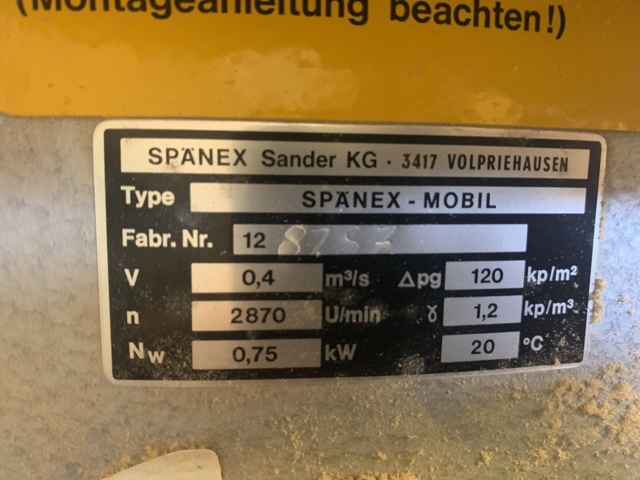 (Montageanleitung beachten!)
SPÄNEX Sander KG · 3417 VOLPRIEHAUSEN
Type SPÄNEX - MOBIL
Fabr. Nr. 12 8257
V 0,4 m³/s Δpg 120 kp/m²
n 2870 U/min ɣ 1,2 kp/m³
Nw 0,75 kW 20 °C